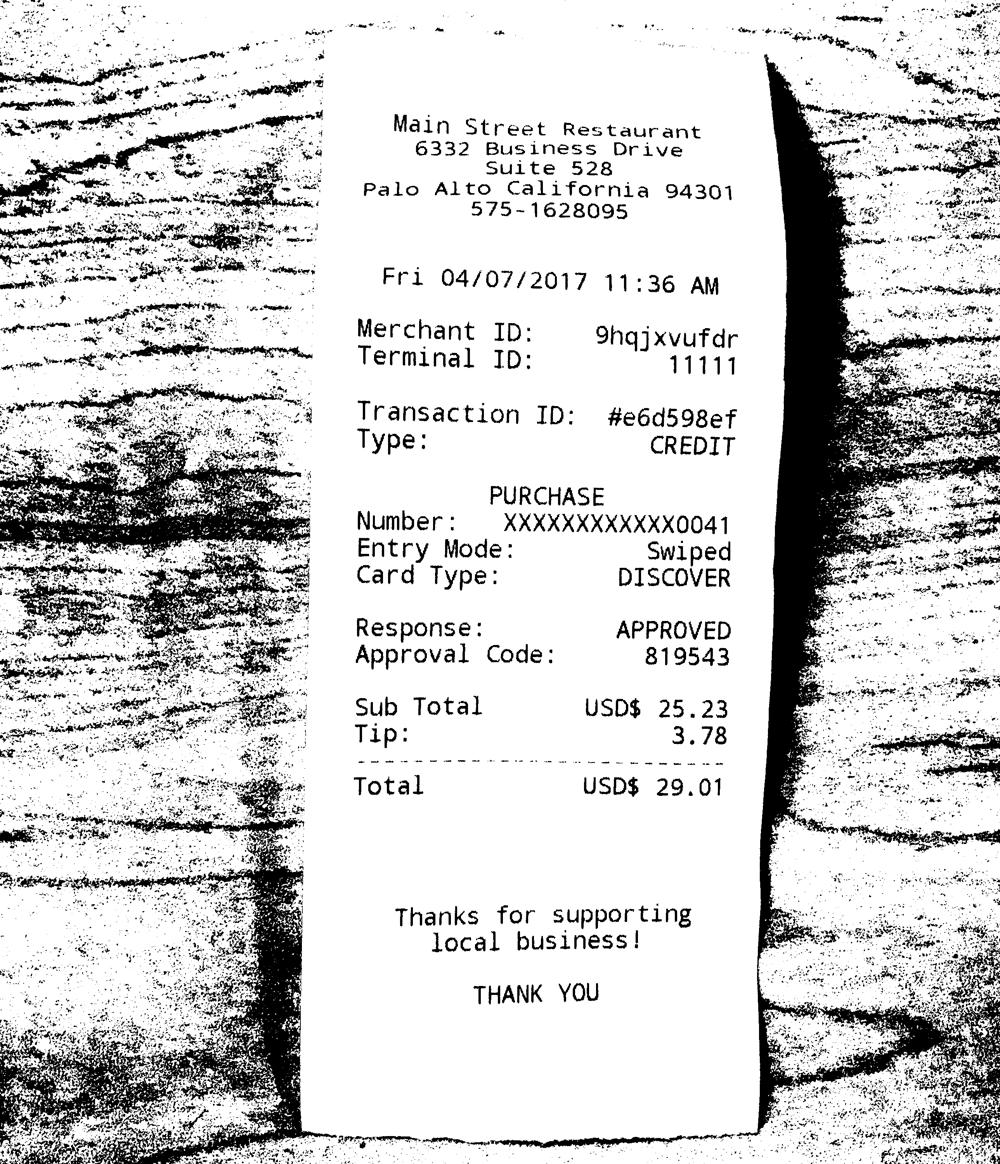 Main Street Restaurant
6332 Business Drive
Suite 528
Palo Alto California 94301
575-1628095
Fri 04/07/2017 11:36 AM
Merchant ID: 9hqjxvufdr
Terminal ID: 11111
Transaction ID: #e6d598ef
Type: CREDIT
PURCHASE
Number: XXXXXXXXXXXX0041
Entry Mode: Swiped
Card Type: DISCOVER
Response: APPROVED
Approval Code: 819543
Sub Total USD$ 25.23
Tip: 3.78
Total USD$ 29.01
Thanks for supporting
local business!
THANK YOU